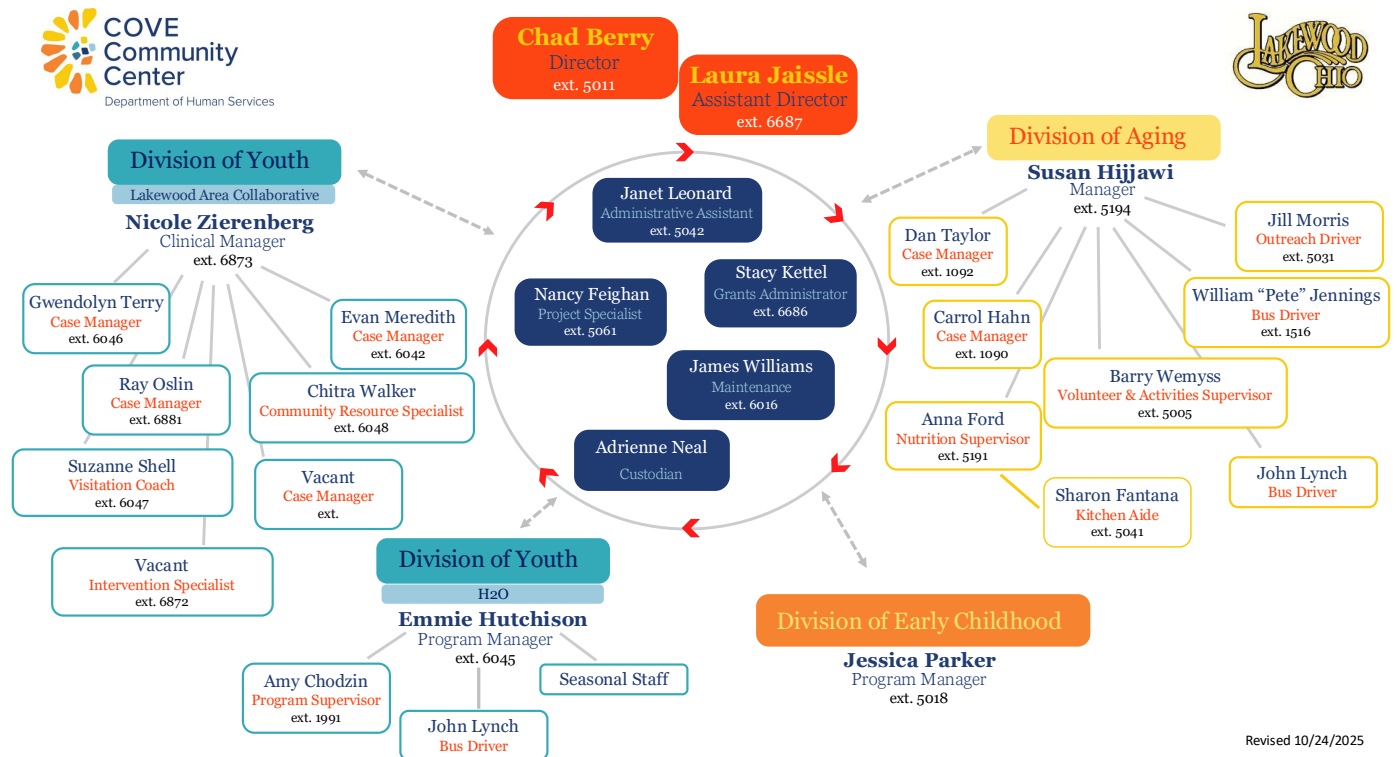 COVE
Community
Center
Department of Human Services
Chad Berry
Director
ext. 5011
Laura Jaissle
Assistant Director
ext. 6687
LAKEWOOD
OHIO
Division of Youth
Lakewood Area Collaborative
Nicole Zierenberg
Clinical Manager
ext. 6873
Gwendolyn Terry
Case Manager
ext. 6046
Evan Meredith
Case Manager
ext. 6042
Ray Oslin
Case Manager
ext. 6881
Chitra Walker
Community Resource Specialist
ext. 6048
Suzanne Shell
Visitation Coach
ext. 6047
Vacant
Case Manager
ext.
Vacant
Intervention Specialist
ext. 6872
Janet Leonard
Administrative Assistant
ext. 5042
Stacy Kettel
Grants Administrator
ext. 6686
Nancy Feighan
Project Specialist
ext. 5061
James Williams
Maintenance
ext. 6016
Adrienne Neal
Custodian
Division of Aging
Susan Hijjawi
Manager
ext. 5194
Dan Taylor
Case Manager
ext. 1092
Jill Morris
Outreach Driver
ext. 5031
Carrol Hahn
Case Manager
ext. 1090
William “Pete” Jennings
Bus Driver
ext. 1516
Barry Wemyss
Volunteer & Activities Supervisor
ext. 5005
Anna Ford
Nutrition Supervisor
ext. 5191
John Lynch
Bus Driver
Sharon Fantana
Kitchen Aide
ext. 5041
Division of Youth
H2O
Emmie Hutchison
Program Manager
ext. 6045
Amy Chodzin
Program Supervisor
ext. 1991
John Lynch
Bus Driver
Seasonal Staff
Division of Early Childhood
Jessica Parker
Program Manager
ext. 5018
Revised 10/24/2025